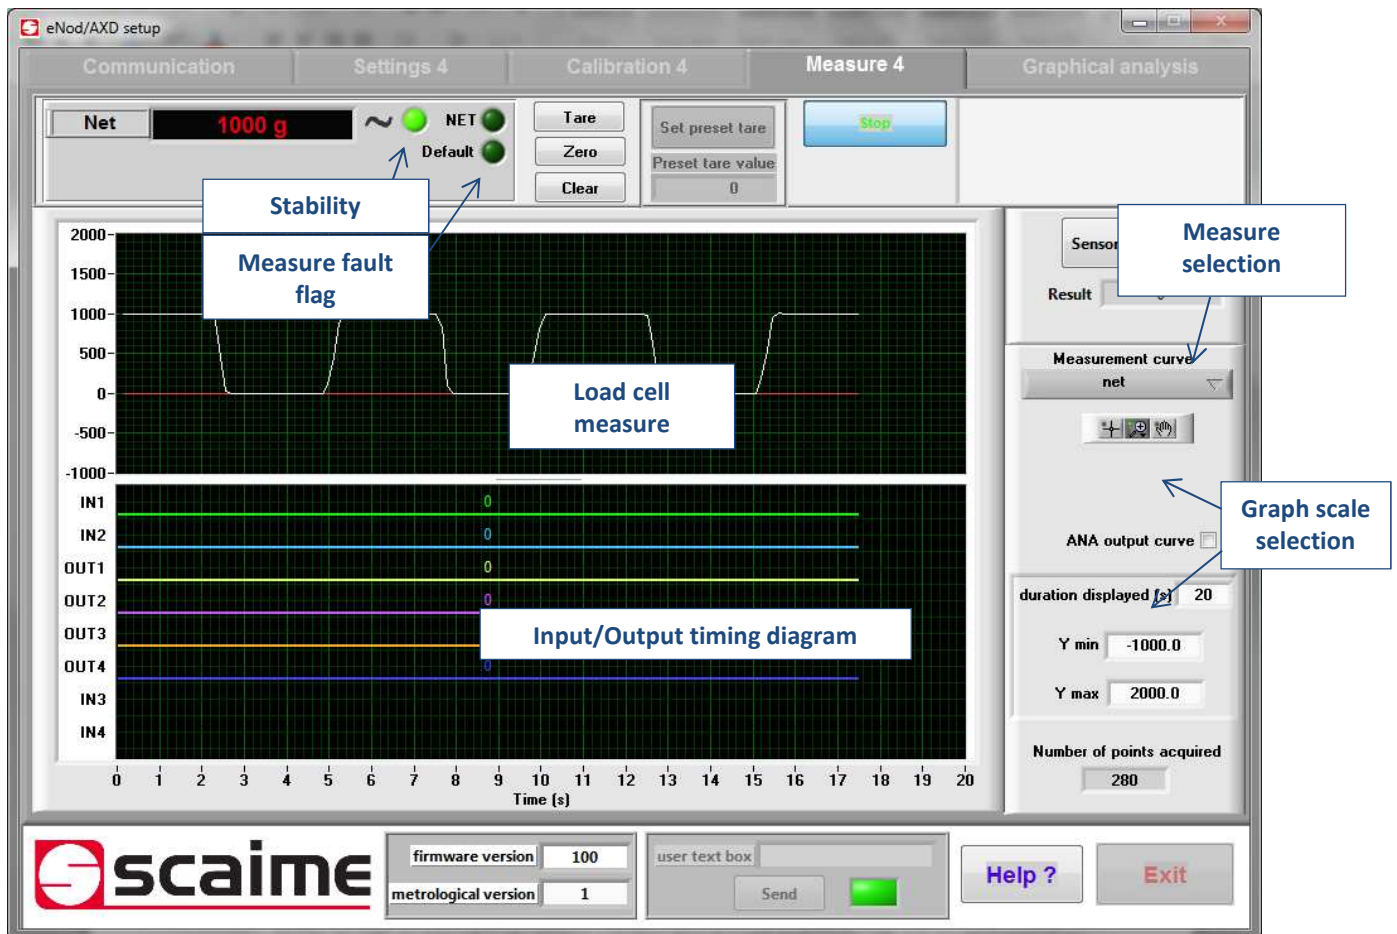 eNod/AXD setup
Communication
Settings 4
Calibration 4
Measure 4
Graphical analysis
Net
1000 g
NET
Default
Tare
Zero
Clear
Set preset tare
Preset tare value
0
Stop
Stability
Measure fault
flag
Measure
selection
Sensor
Result
2000
1500
1000
500
0
-500
-1000
Load cell
measure
Measurement curve
net
Graph scale
selection
ANA output curve
IN1
0
IN2
0
OUT1
0
OUT2
0
OUT3
OUT4
0
IN3
IN4
Input/Output timing diagram
duration displayed (s)
20
Y min
-1000.0
Y max
2000.0
Number of points acquired
280
0 1 2 3 4 5 6 7 8 9 10 11 12 13 14 15 16 17 18 19 20
Time (s)
scaime
firmware version
100
metrological version
1
user text box
Send
Help ?
Exit